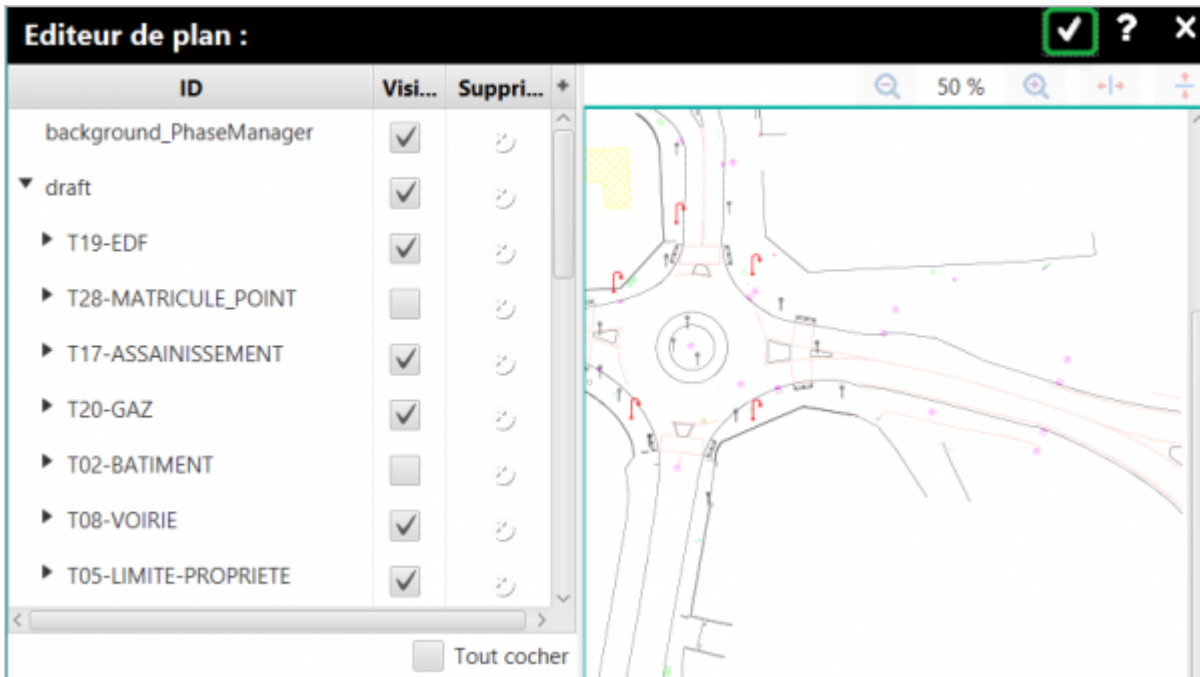 Editeur de plan :
?
ID Visi... Suppri... +
50 %
background_PhaseManager
draft
T19-EDF
T28-MATRICULE_POINT
T17-ASSAINISSEMENT
T20-GAZ
T02-BATIMENT
T08-VOIRIE
T05-LIMITE-PROPRIETE
Tout cocher